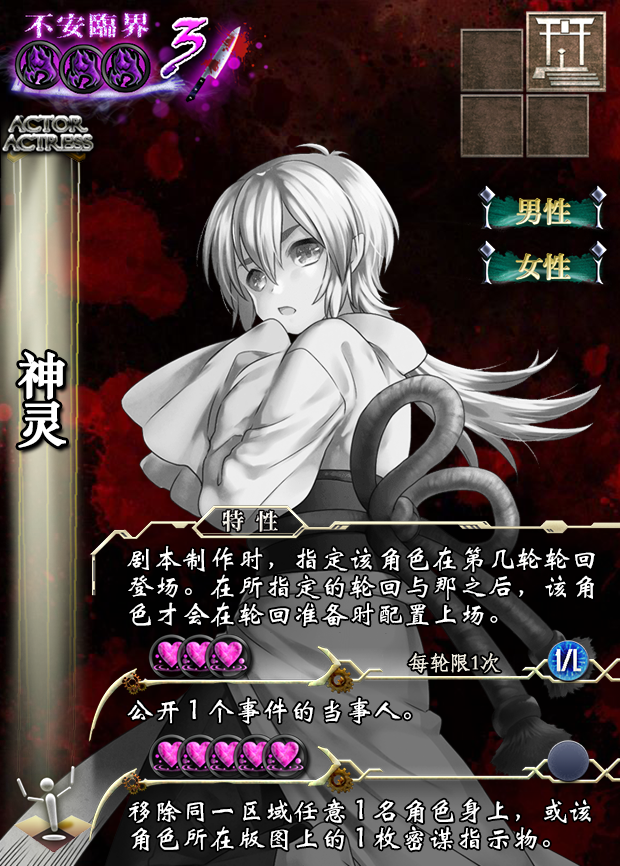 不安臨界
3
ACTOR
ACTRESS
男性
女性
神灵
特性
剧本制作时，指定该角色在第几轮轮回
登场。在所指定的轮回与那之后，该角
色才会在轮回准备时配置上场。
每轮限1次
1/L
公开1个事件的当事人。
移除同一区域任意1名角色身上，或该
角色所在版图上的1枚密谋指示物。